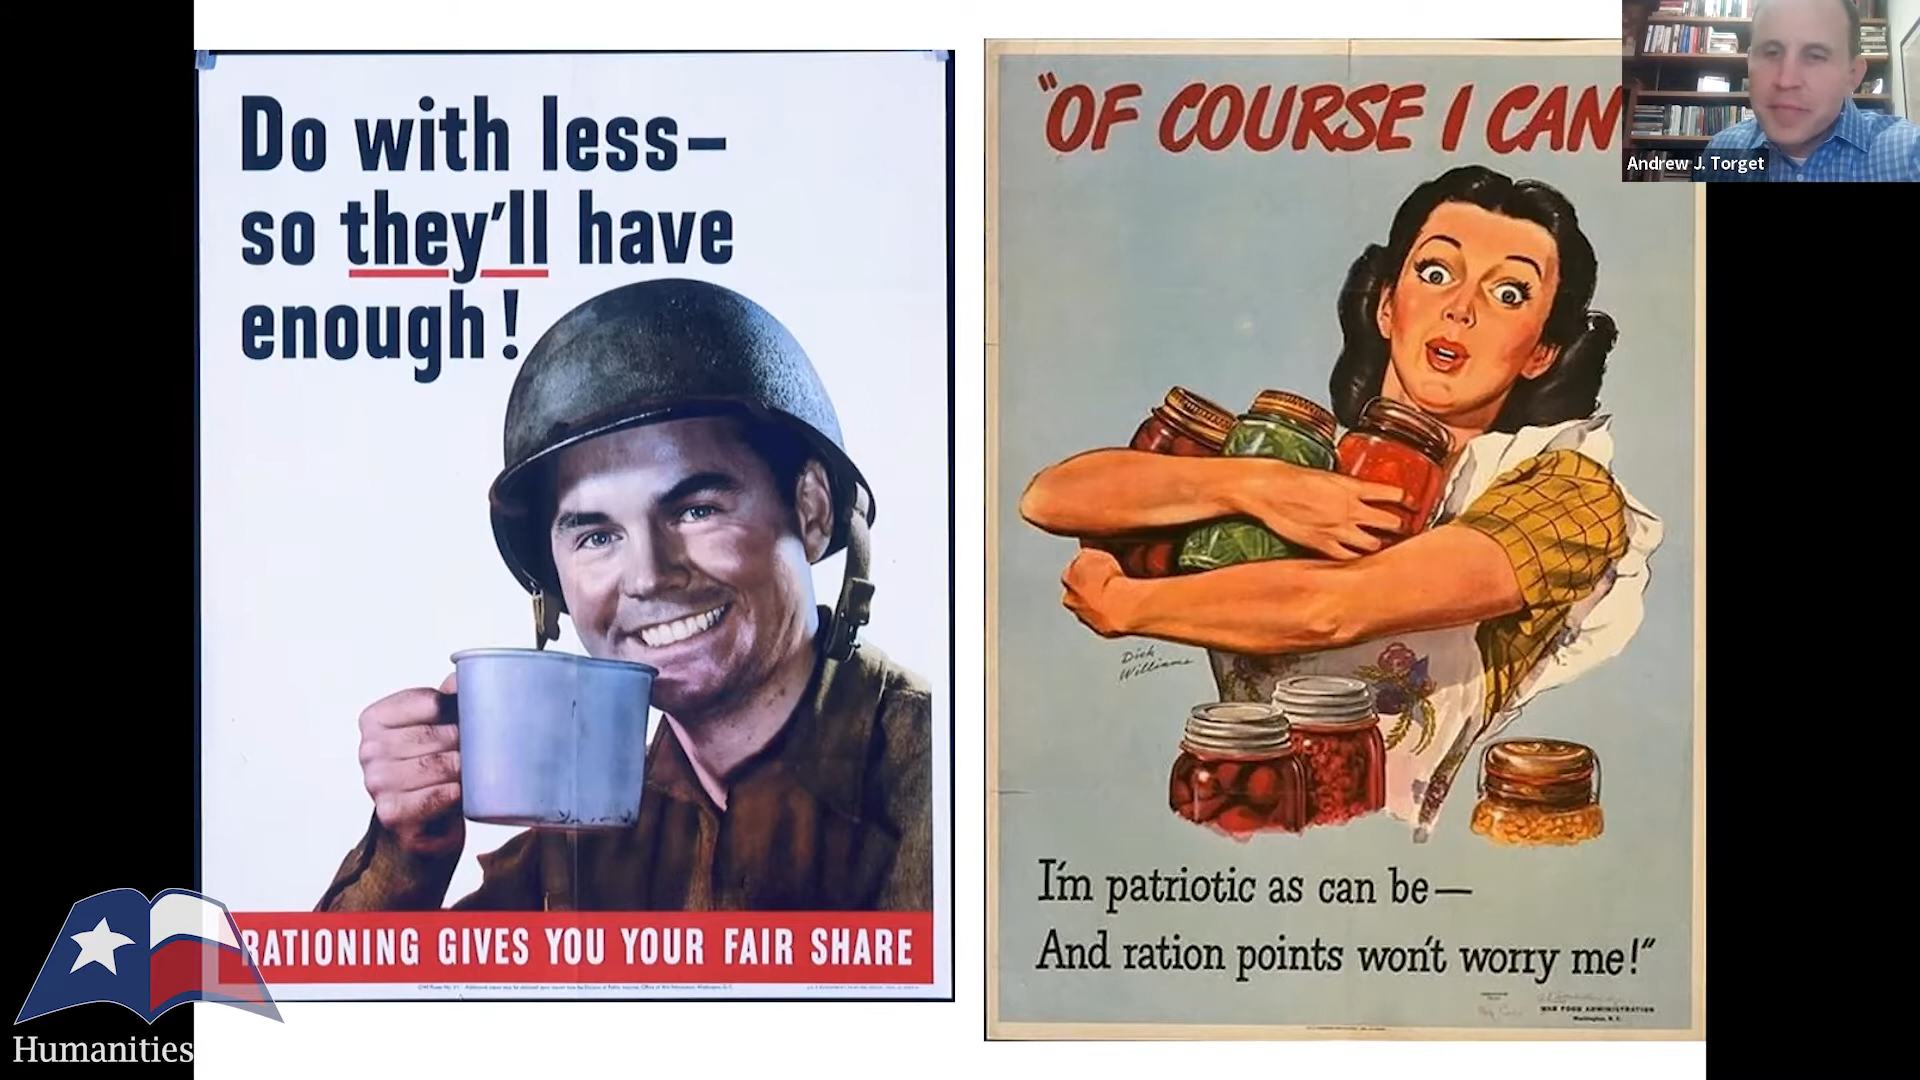 Do with less–
so they'll have
enough!
RATIONING GIVES YOU YOUR FAIR SHARE
"OF COURSE I CAN
Dick
Williams
I'm patriotic as can be—
And ration points won't worry me!"
WAR FOOD ADMINISTRATION
Washington, D. C.
Andrew J. Torget
Humanities